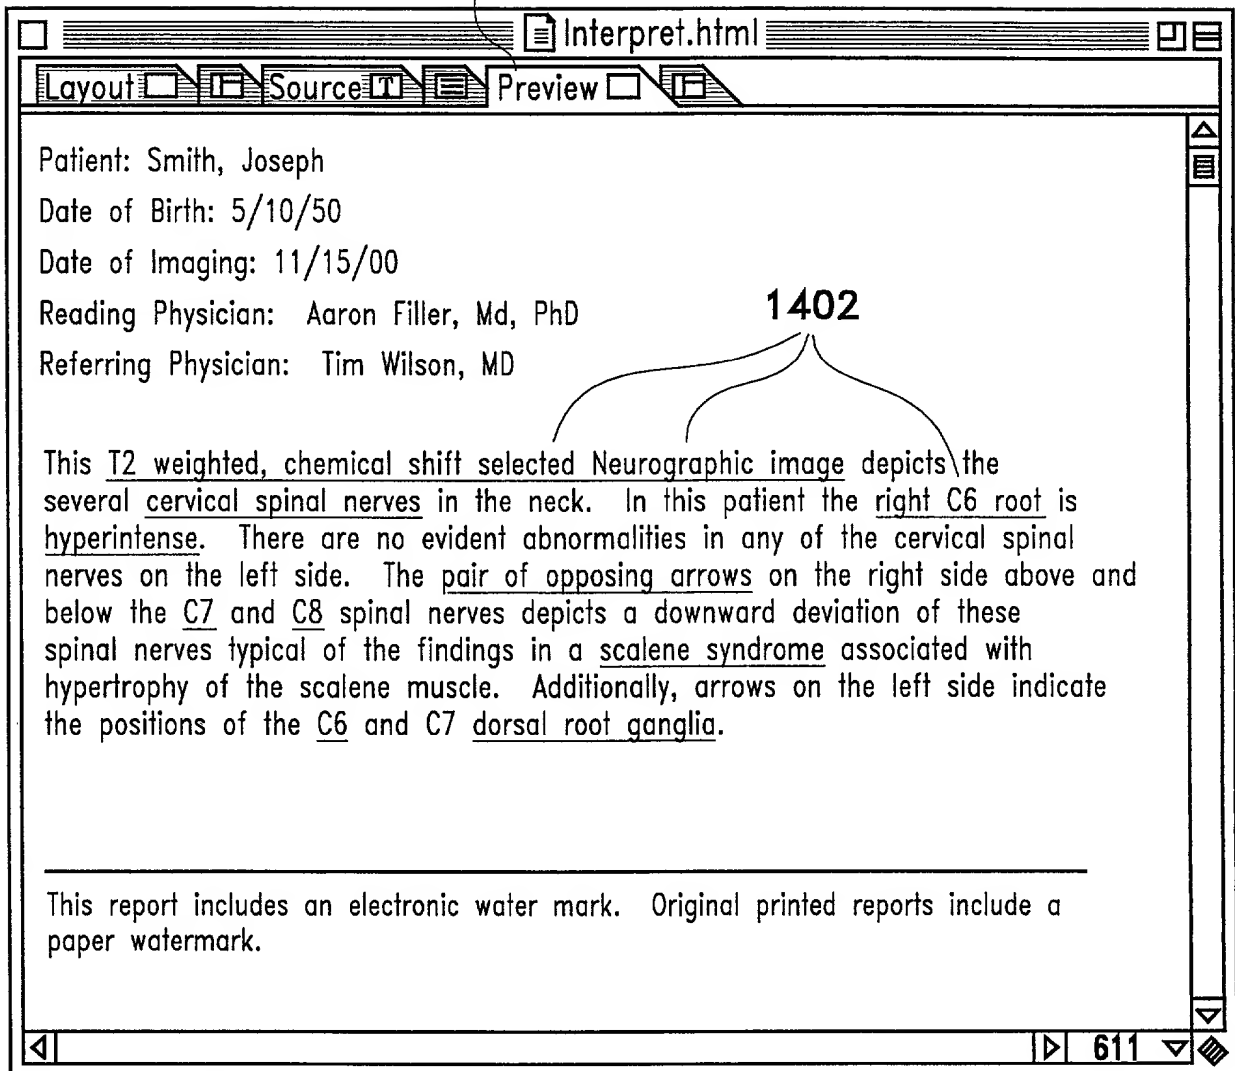 Interpret.html
Layout Source T Preview
Patient: Smith, Joseph
Date of Birth: 5/10/50
Date of Imaging: 11/15/00
Reading Physician: Aaron Filler, Md, PhD
1402
Referring Physician: Tim Wilson, MD
This T2 weighted, chemical shift selected Neurographic image depicts the
several cervical spinal nerves in the neck. In this patient the right C6 root is
hyperintense. There are no evident abnormalities in any of the cervical spinal
nerves on the left side. The pair of opposing arrows on the right side above and
below the C7 and C8 spinal nerves depicts a downward deviation of these
spinal nerves typical of the findings in a scalene syndrome associated with
hypertrophy of the scalene muscle. Additionally, arrows on the left side indicate
the positions of the C6 and C7 dorsal root ganglia.
This report includes an electronic water mark. Original printed reports include a
paper watermark.
611